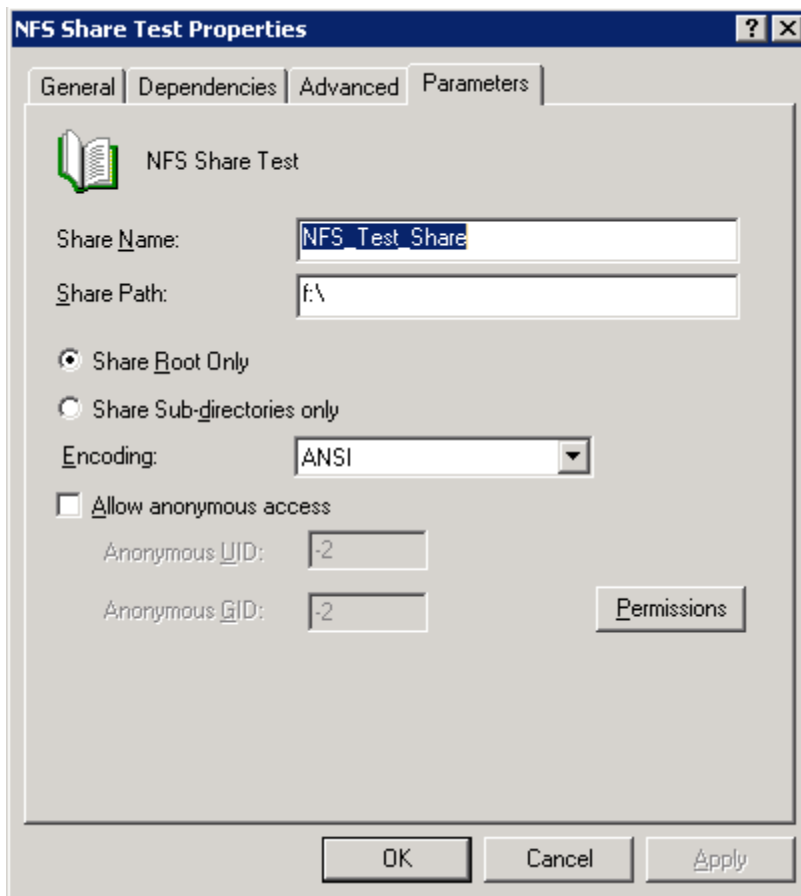 NFS Share Test Properties
General Dependencies Advanced Parameters
NFS Share Test
Share Name: NFS_Test_Share
Share Path: f:\
Share Root Only
Share Sub-directories only
Encoding: ANSI
Allow anonymous access
Anonymous UID: -2
Anonymous GID: -2
Permissions
OK Cancel Apply